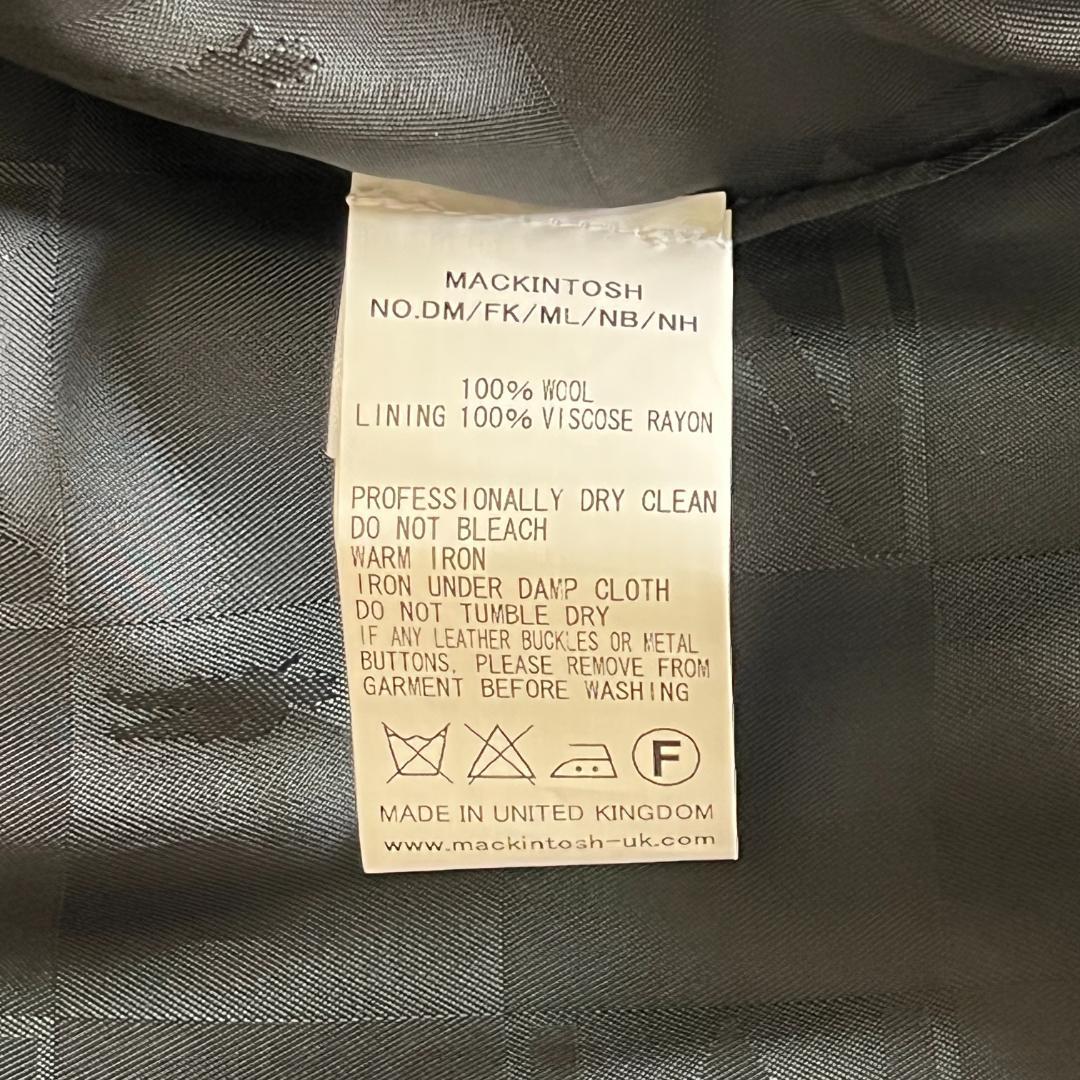 MACKINTOSH
NO.DM/FK/ML/NB/NH
100% WOOL
LINING 100% VISCOSE RAYON
PROFESSIONALLY DRY CLEAN
DO NOT BLEACH
WARM IRON
IRON UNDER DAMP CLOTH
DO NOT TUMBLE DRY
IF ANY LEATHER BUCKLES OR METAL
BUTTONS, PLEASE REMOVE FROM
GARMENT BEFORE WASHING
F
MADE IN UNITED KINGDOM
www.mackintosh-uk.com